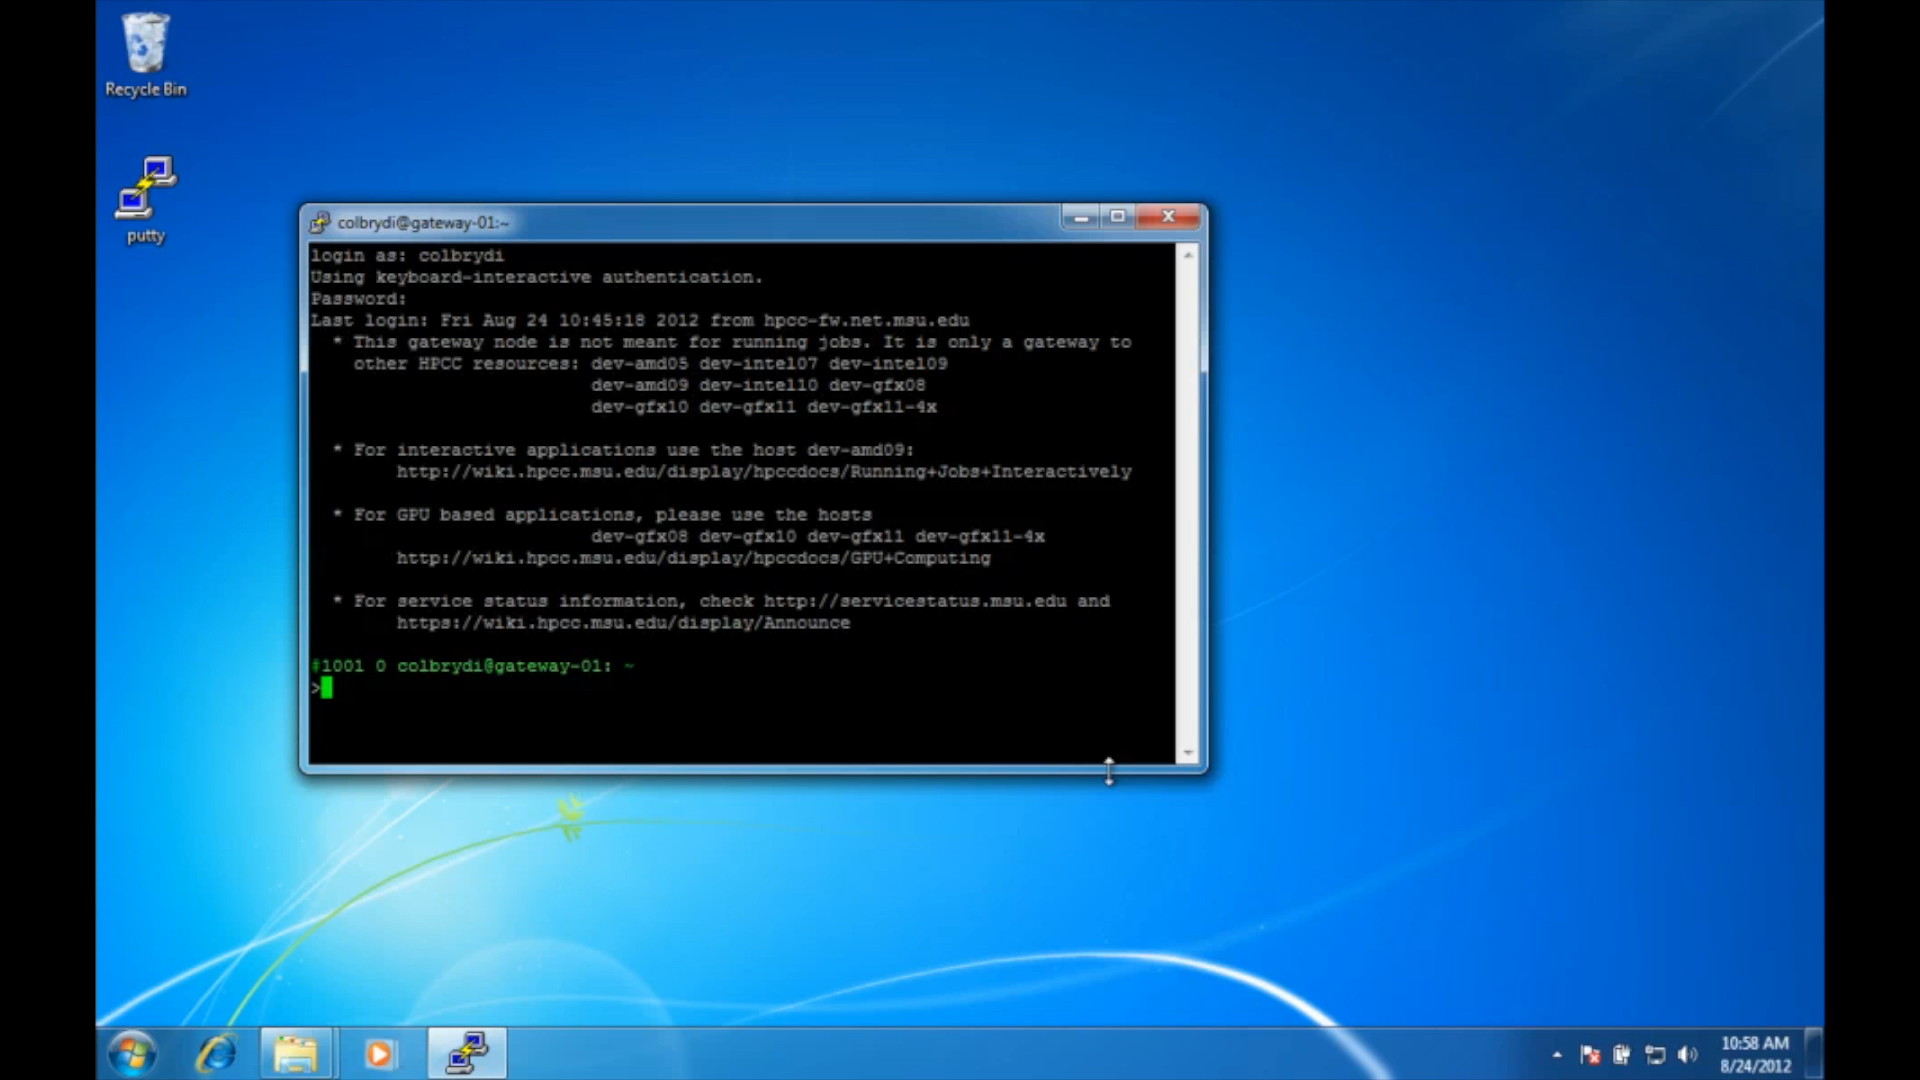 Recycle Bin
putty
colbrydi@gateway-01:~
login as: colbrydi
Using keyboard-interactive authentication.
Password:
Last login: Fri Aug 24 10:45:18 2012 from hpcc-fw.net.msu.edu
* This gateway node is not meant for running jobs. It is only a gateway to
other HPCC resources: dev-amd05 dev-intel07 dev-intel09
dev-amd09 dev-intel10 dev-gfx08
dev-gfx10 dev-gfx11 dev-gfx11-4x
* For interactive applications use the host dev-amd09:
http://wiki.hpcc.msu.edu/display/hpccdocs/Running+Jobs+Interactively
* For GPU based applications, please use the hosts
dev-gfx08 dev-gfx10 dev-gfx11 dev-gfx11-4x
http://wiki.hpcc.msu.edu/display/hpccdocs/GPU+Computing
* For service status information, check http://servicestatus.msu.edu and
https://wiki.hpcc.msu.edu/display/Announce
#1001 0 colbrydi@gateway-01: ~
>
10:58 AM
8/24/2012